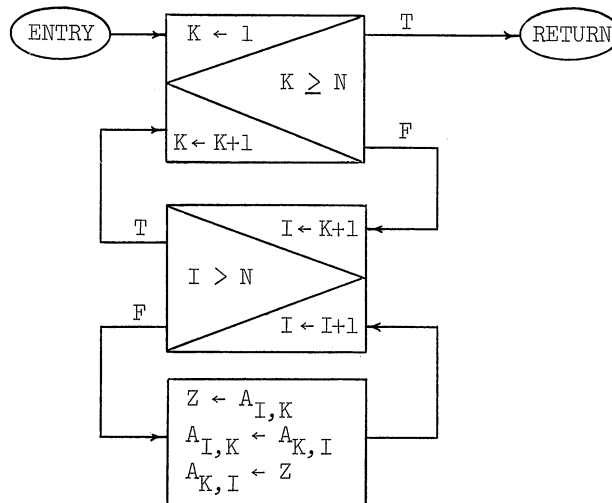 ENTRY
K ← 1
T
RETURN
K ≥ N
K ← K+1
F
T
I ← K+1
I > N
F
I ← I+1
Z ← A_{I,K}
A_{I,K} ← A_{K,I}
A_{K,I} ← Z